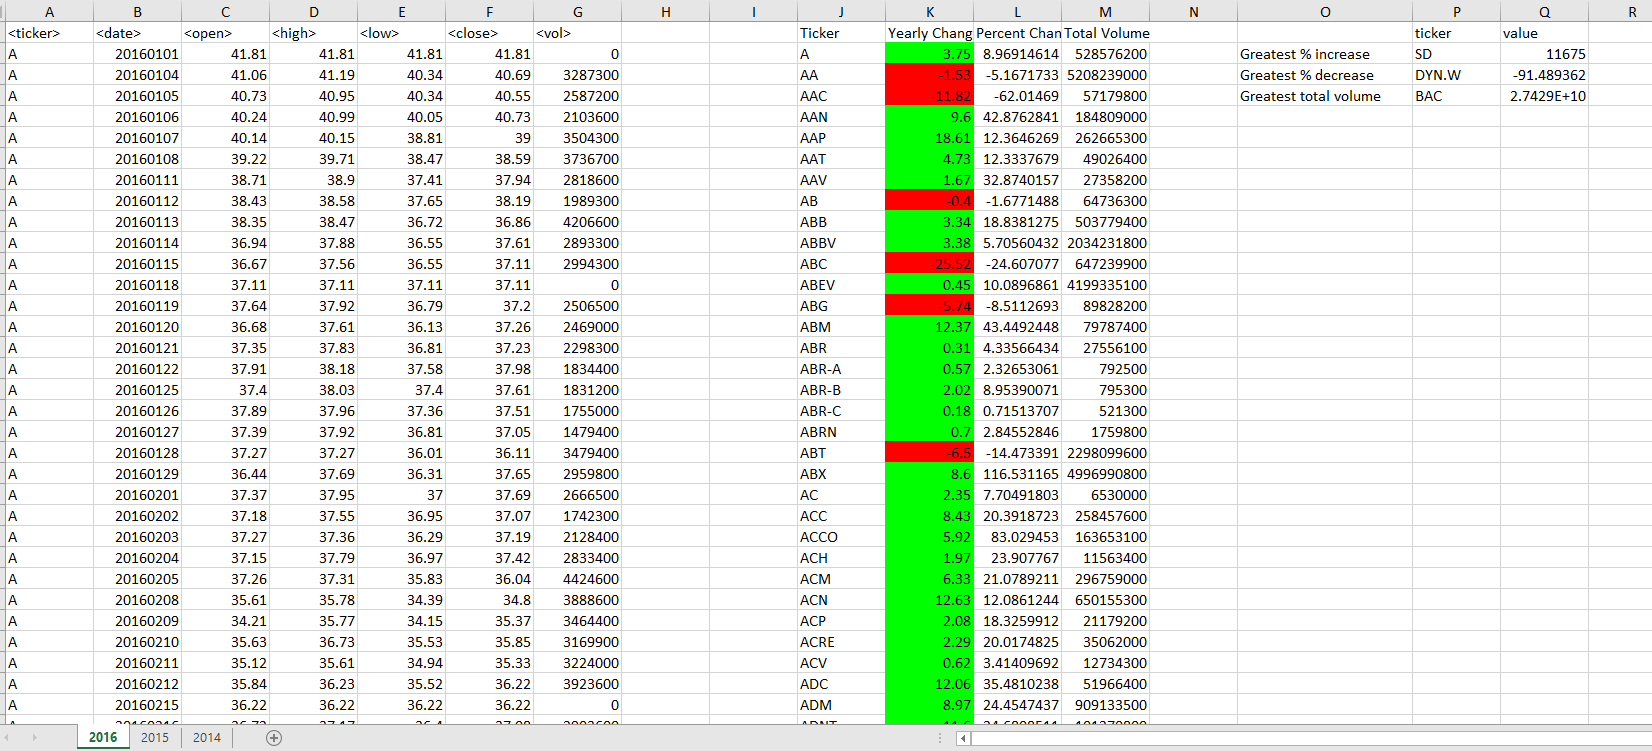 A B C D E F G H I J K L M N O P Q R
<ticker> <date> <open> <high> <low> <close> <vol> Ticker Yearly Chang Percent Chan Total Volume ticker value
A 20160101 41.81 41.81 41.81 41.81 0 A 3.75 8.96914614 528576200 Greatest % increase SD 11675
A 20160104 41.06 41.19 40.34 40.69 3287300 AA -1.53 -5.1671733 5208239000 Greatest % decrease DYN.W -91.489362
A 20160105 40.73 40.95 40.34 40.55 2587200 AAC -11.82 -62.01469 57179800 Greatest total volume BAC 2.7429E+10
A 20160106 40.24 40.99 40.05 40.73 2103600 AAN 9.6 42.8762841 184809000
A 20160107 40.14 40.15 38.81 39 3504300 AAP 18.61 12.3646269 262665300
A 20160108 39.22 39.71 38.47 38.59 3736700 AAT 4.73 12.3337679 49026400
A 20160111 38.71 38.9 37.41 37.94 2818600 AAV 1.67 32.8740157 27358200
A 20160112 38.43 38.58 37.65 38.19 1989300 AB -0.4 -1.6771488 64736300
A 20160113 38.35 38.47 36.72 36.86 4206600 ABB 3.34 18.8381275 503779400
A 20160114 36.94 37.88 36.55 37.61 2893300 ABBV 3.38 5.70560432 2034231800
A 20160115 36.67 37.56 36.55 37.11 2994300 ABC -25.52 -24.607077 647239900
A 20160118 37.11 37.11 37.11 37.11 0 ABEV 0.45 10.0896861 4199335100
A 20160119 37.64 37.92 36.79 37.2 2506500 ABG -5.74 -8.5112693 89828200
A 20160120 36.68 37.61 36.13 37.26 2469000 ABM 12.37 43.4492448 79787400
A 20160121 37.35 37.83 36.81 37.23 2298300 ABR 0.31 4.33566434 27556100
A 20160122 37.91 38.18 37.58 37.98 1834400 ABR-A 0.57 2.32653061 792500
A 20160125 37.4 38.03 37.4 37.61 1831200 ABR-B 2.02 8.95390071 795300
A 20160126 37.89 37.96 37.36 37.51 1755000 ABR-C 0.18 0.71513707 521300
A 20160127 37.39 37.92 36.81 37.05 1479400 ABRN 0.7 2.84552846 1759800
A 20160128 37.27 37.27 36.01 36.11 3479400 ABT -6.5 -14.473391 2298099600
A 20160129 36.44 37.69 36.31 37.65 2959800 ABX 8.6 116.531165 4996990800
A 20160201 37.37 37.95 37 37.69 2666500 AC 2.35 7.70491803 6530000
A 20160202 37.18 37.55 36.95 37.07 1742300 ACC 8.43 20.3918723 258457600
A 20160203 37.27 37.36 36.29 37.19 2128400 ACCO 5.92 83.029453 163653100
A 20160204 37.15 37.79 36.97 37.42 2833400 ACH 1.97 23.907767 11563400
A 20160205 37.26 37.31 35.83 36.04 4424600 ACM 6.33 21.0789211 296759000
A 20160208 35.61 35.78 34.39 34.8 3888600 ACN 12.63 12.0861244 650155300
A 20160209 34.21 35.77 34.15 35.37 3464400 ACP 2.08 18.3259912 21179200
A 20160210 35.63 36.73 35.53 35.85 3169900 ACRE 2.29 20.0174825 35062000
A 20160211 35.12 35.61 34.94 35.33 3224000 ACV 0.62 3.41409692 12734300
A 20160212 35.84 36.23 35.52 36.22 3923600 ADC 12.06 35.4810238 51966400
A 20160215 36.22 36.22 36.22 36.22 0 ADM 8.97 24.4547437 909133500
2016 2015 2014